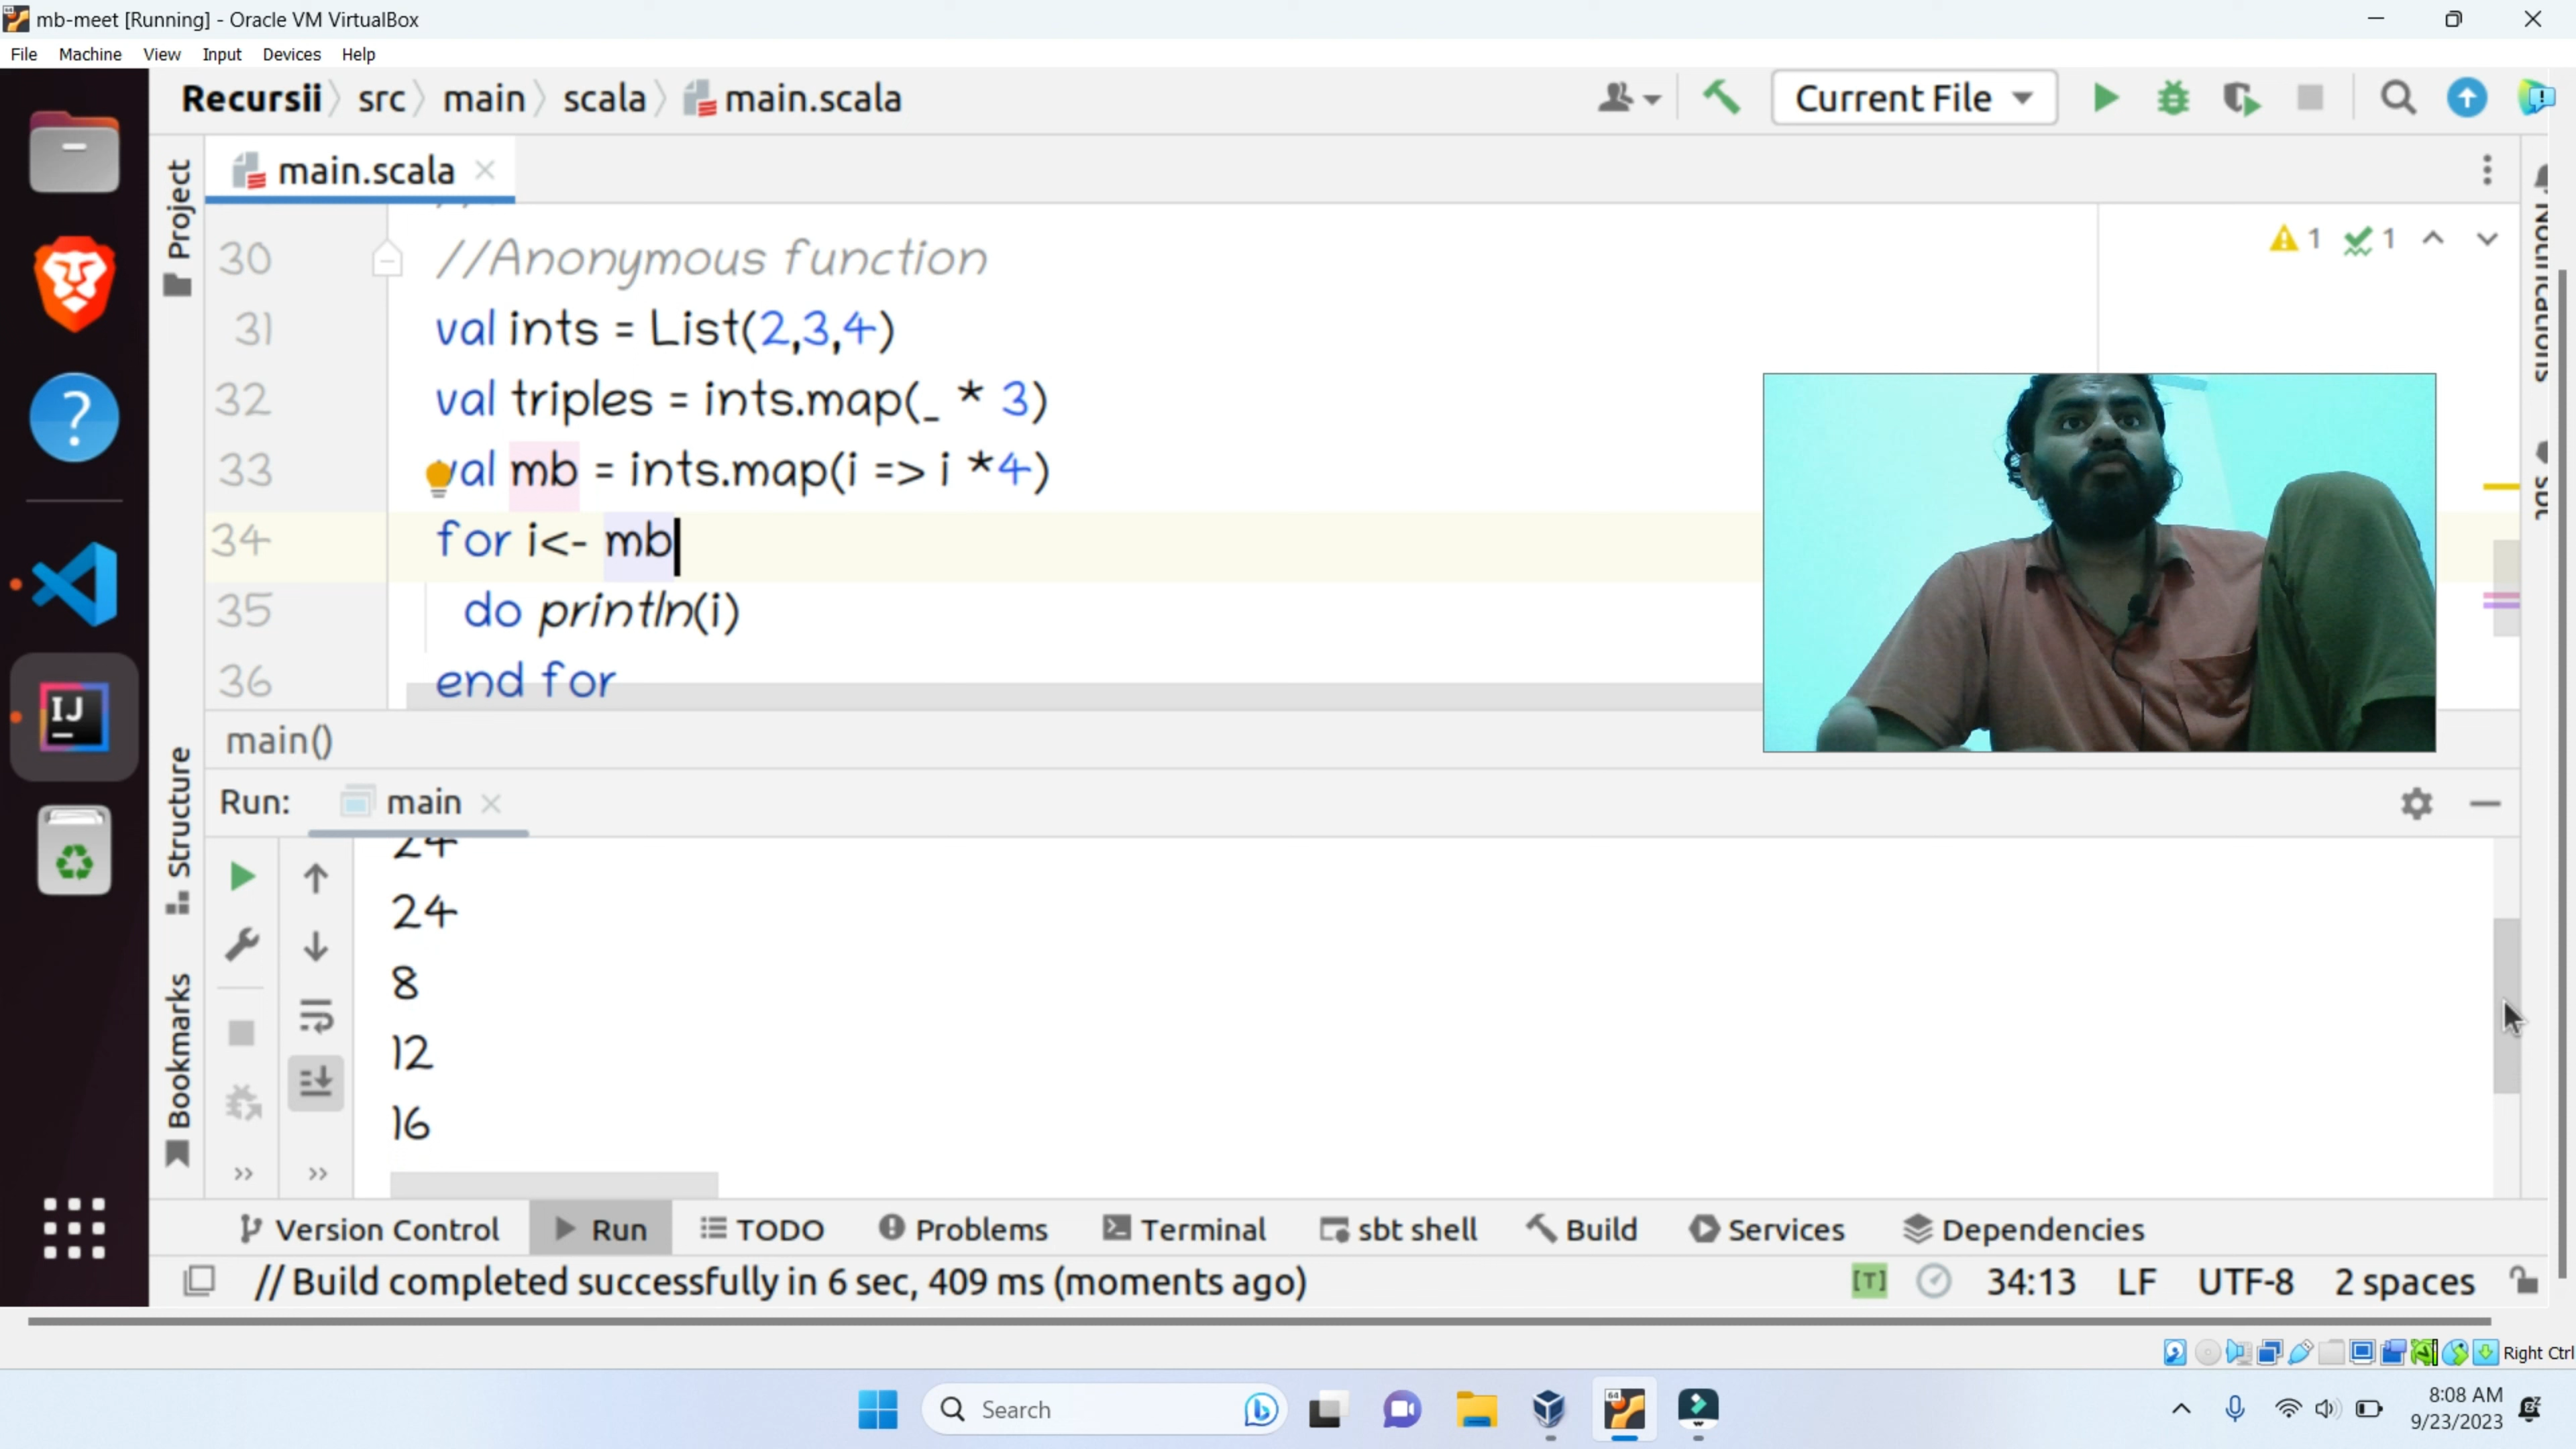 mb-meet [Running] - Oracle VM VirtualBox
File Machine View Input Devices Help
Recursii src main scala main.scala
Current File
Project
main.scala
30 //Anonymous function
1 1
31 val ints = List(2,3,4)
32 val triples = ints.map(_ * 3)
33 val mb = ints.map(i => i *4)
34 for i<- mb
35 do println(i)
36 end for
Notifications
sbt
main()
Structure
Run: main
24
24
8
12
16
Bookmarks
Version Control Run TODO Problems Terminal sbt shell Build Services Dependencies
// Build completed successfully in 6 sec, 409 ms (moments ago)
[T] 34:13 LF UTF-8 2 spaces
Right Ctrl
Search
8:08 AM
9/23/2023